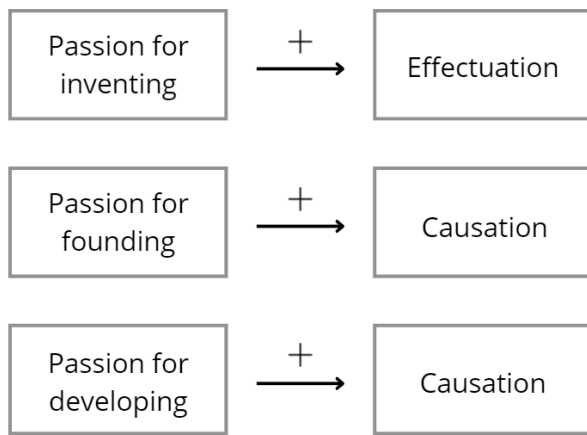 Passion for
inventing
+
Effectuation
Passion for
founding
+
Causation
Passion for
developing
+
Causation